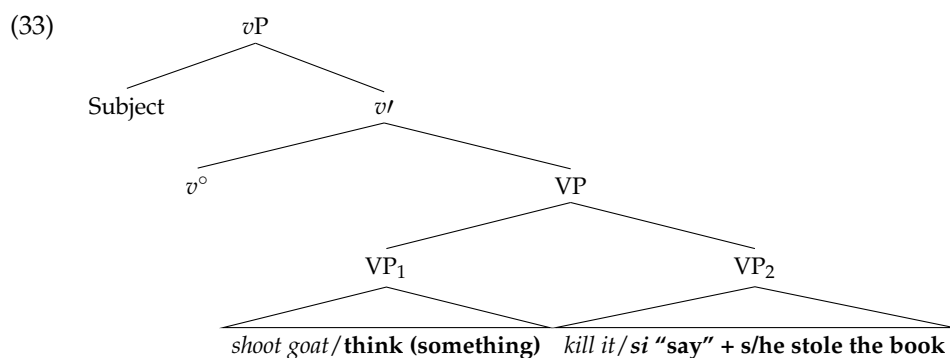 (33)
vP
Subject v′
v° VP
VP₁ VP₂
shoot goat/think (something) kill it/si “say” + s/he stole the book